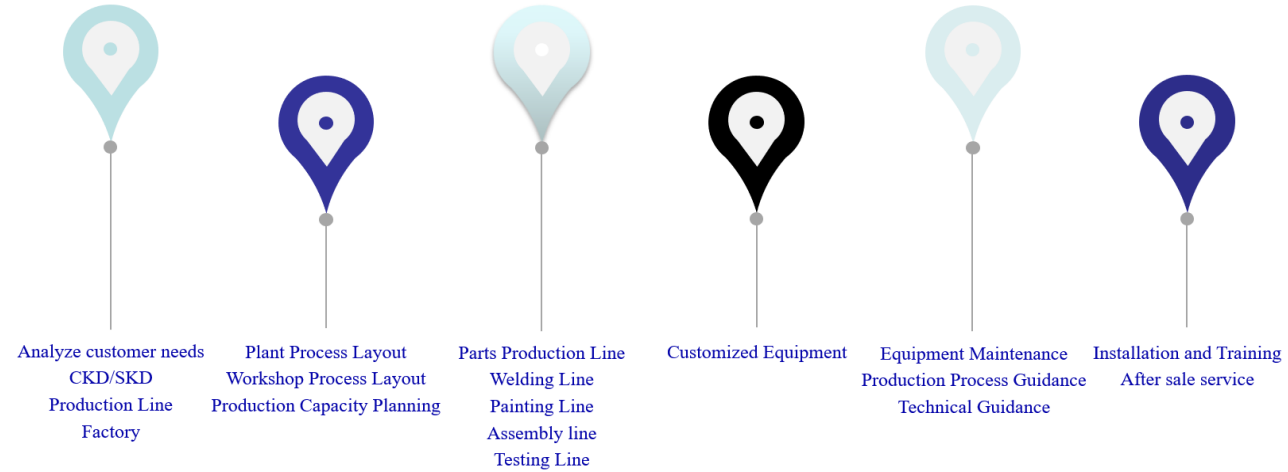 Analyze customer needs
CKD/SKD
Production Line
Factory
Plant Process Layout
Workshop Process Layout
Production Capacity Planning
Parts Production Line
Welding Line
Painting Line
Assembly line
Testing Line
Customized Equipment
Equipment Maintenance
Production Process Guidance
Technical Guidance
Installation and Training
After sale service